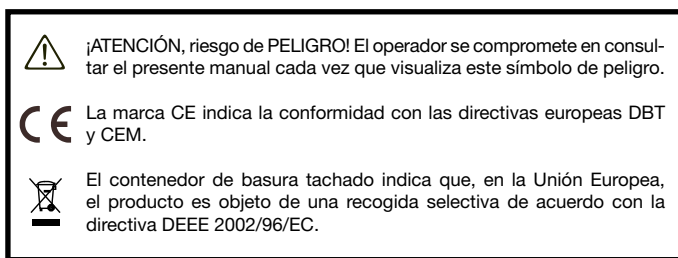 ¡ATENCIÓN, riesgo de PELIGRO! El operador se compromete en consul-
tar el presente manual cada vez que visualiza este símbolo de peligro.
La marca CE indica la conformidad con las directivas europeas DBT
y CEM.
El contenedor de basura tachado indica que, en la Unión Europea,
el producto es objeto de una recogida selectiva de acuerdo con la
directiva DEEE 2002/96/EC.